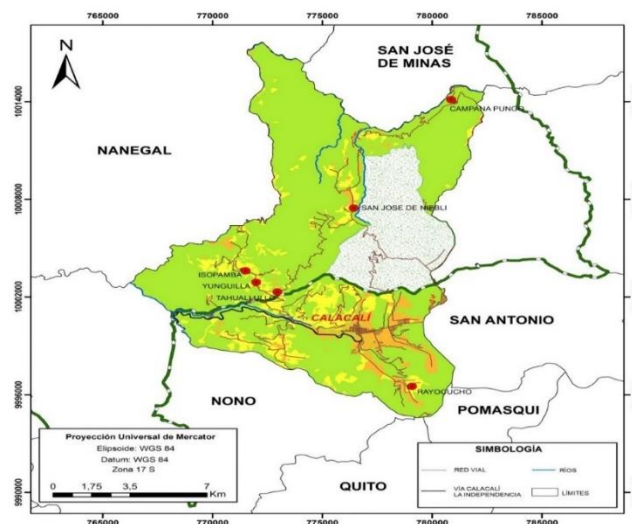 765000 770000 775000 780000 785000
N
SAN JOSÉ
DE MINAS
10014000
CAMPANA PUNGO
NANEGAL
10008000
SAN JOSE DE NIEBLI
ISOPAMBA
YUNGUILLA
TAHUALLULLO
10002000
CALACALÍ
SAN ANTONIO
9996000
RAYOCUCHO
NONO
POMASQUI
Proyección Universal de Mercator
Elipsoide: WGS 84
Datum: WGS 84
Zona 17 S
0 1,75 3,5 7
Km
QUITO
SIMBOLOGÍA
RED VIAL
RÍOS
VÍA CALACALÍ
LA INDEPENDENCIA
LÍMITES
9990000
765000 770000 775000 780000 785000